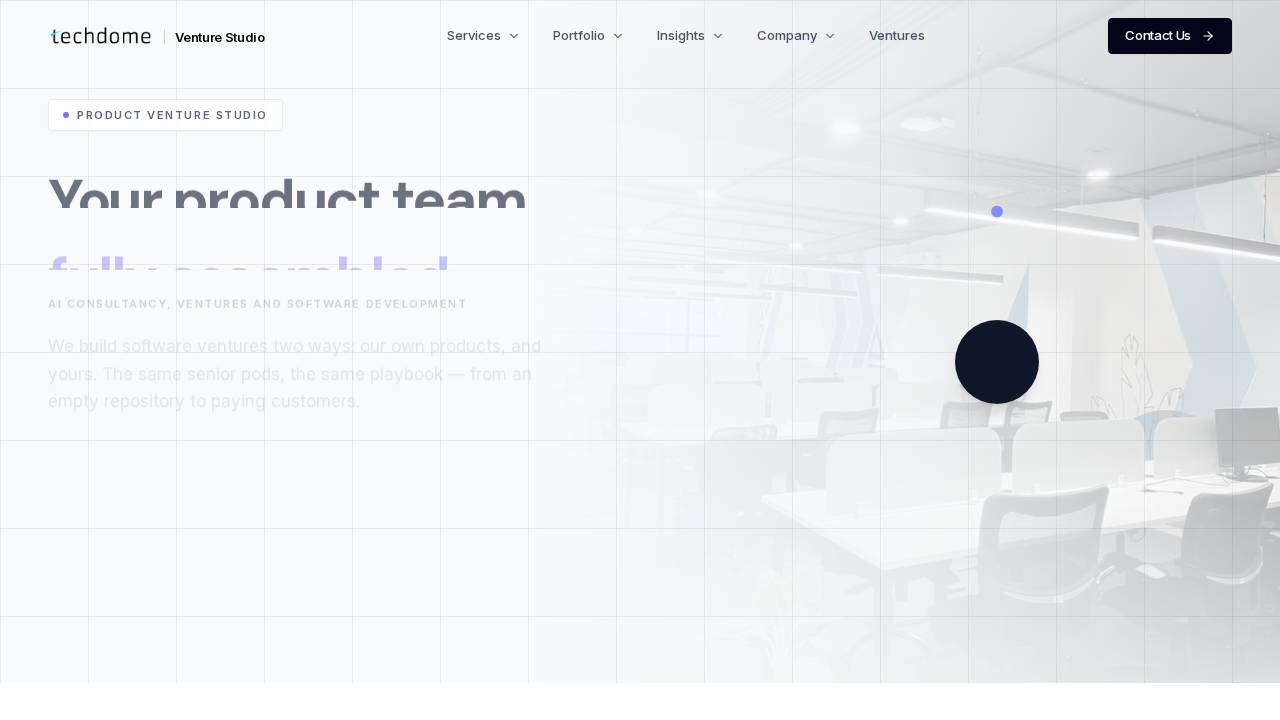 techdome
Venture Studio
Services
Portfolio
Insights
Company
Ventures
Contact Us
PRODUCT VENTURE STUDIO
Your product team
fully assembled
AI CONSULTANCY, VENTURES AND SOFTWARE DEVELOPMENT
We build software ventures two ways: our own products, and
yours. The same senior pods, the same playbook — from an
empty repository to paying customers.